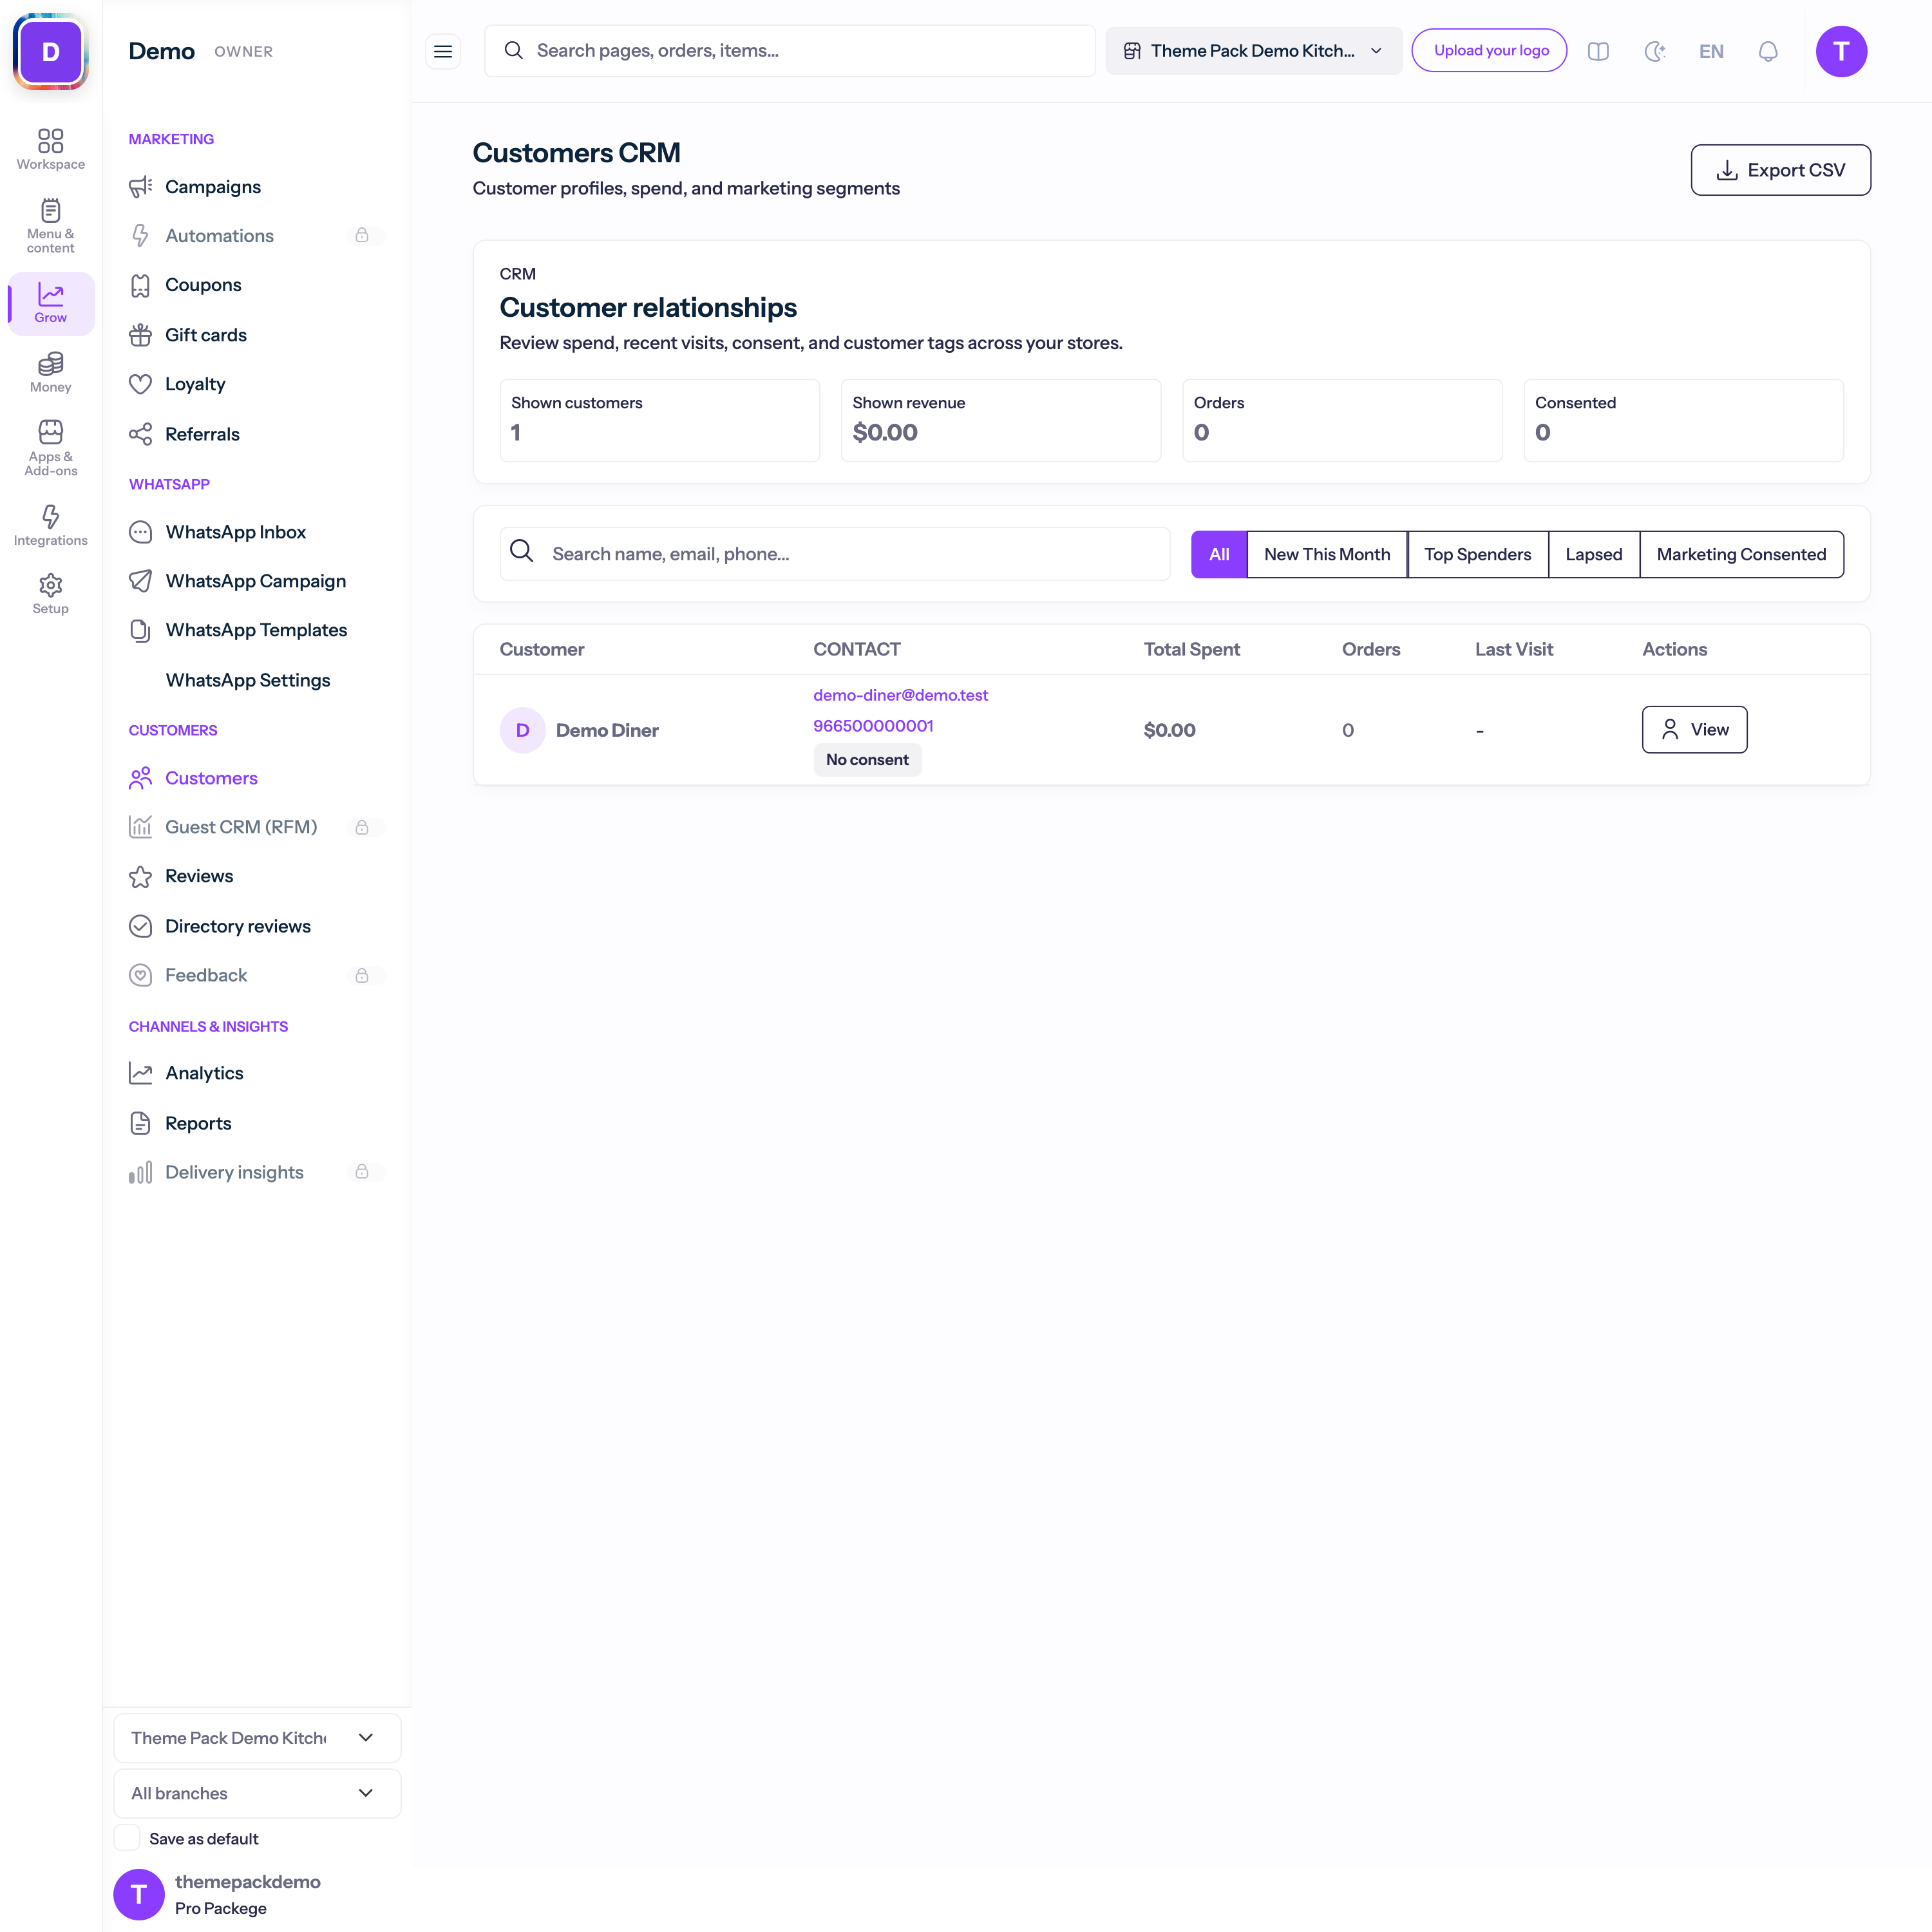 D
Workspace
Menu &
content
Grow
Money
Apps &
Add-ons
Integrations
Setup
Demo OWNER
MARKETING
Campaigns
Automations
Coupons
Gift cards
Loyalty
Referrals
WHATSAPP
WhatsApp Inbox
WhatsApp Campaign
WhatsApp Templates
WhatsApp Settings
CUSTOMERS
Customers
Guest CRM (RFM)
Reviews
Directory reviews
Feedback
CHANNELS & INSIGHTS
Analytics
Reports
Delivery insights
Theme Pack Demo Kitche
All branches
Save as default
T
themepackdemo
Pro Packege
Search pages, orders, items...
Theme Pack Demo Kitch...
Upload your logo
EN
T
Customers CRM
Customer profiles, spend, and marketing segments
Export CSV
CRM
Customer relationships
Review spend, recent visits, consent, and customer tags across your stores.
Shown customers
1
Shown revenue
$0.00
Orders
0
Consented
0
Search name, email, phone...
All New This Month Top Spenders Lapsed Marketing Consented
Customer CONTACT Total Spent Orders Last Visit Actions
D Demo Diner
demo-diner@demo.test
966500000001
No consent
$0.00 0 - View